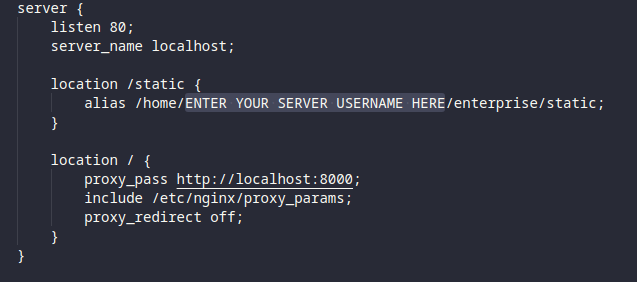 server {
listen 80;
server_name localhost;
location /static {
alias /home/ENTER YOUR SERVER USERNAME HERE/enterprise/static;
}
location / {
proxy_pass http://localhost:8000;
include /etc/nginx/proxy_params;
proxy_redirect off;
}
}